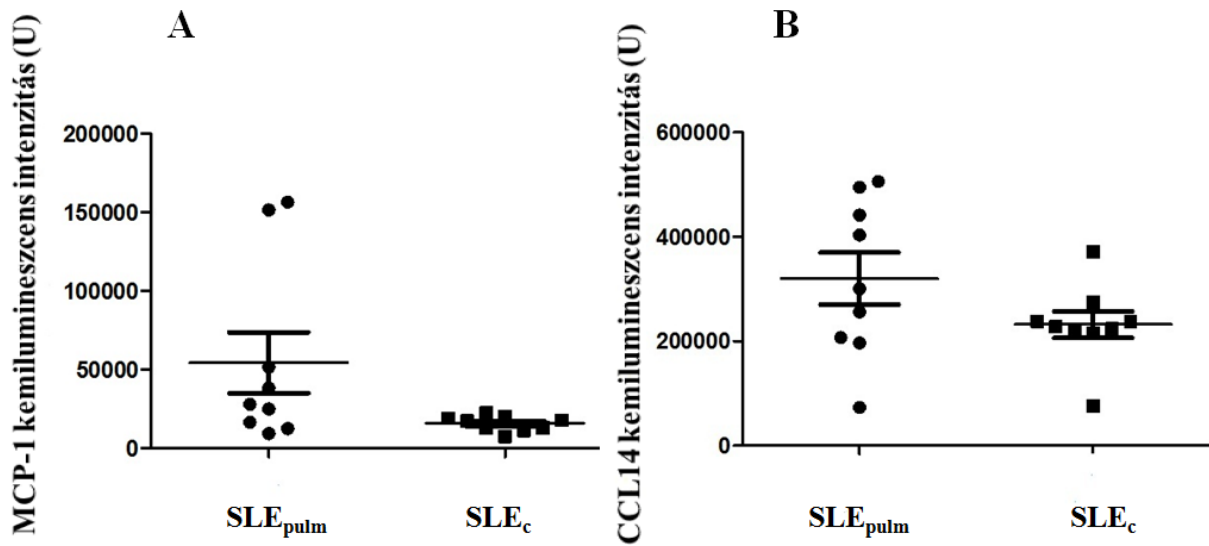 A
MCP-1 kemilumineszcens intenzitás (U)
200000
150000
100000
50000
0
SLEpulm
SLEc
B
CCL14 kemilumineszcens intenzitás (U)
600000
400000
200000
0
SLEpulm
SLEc